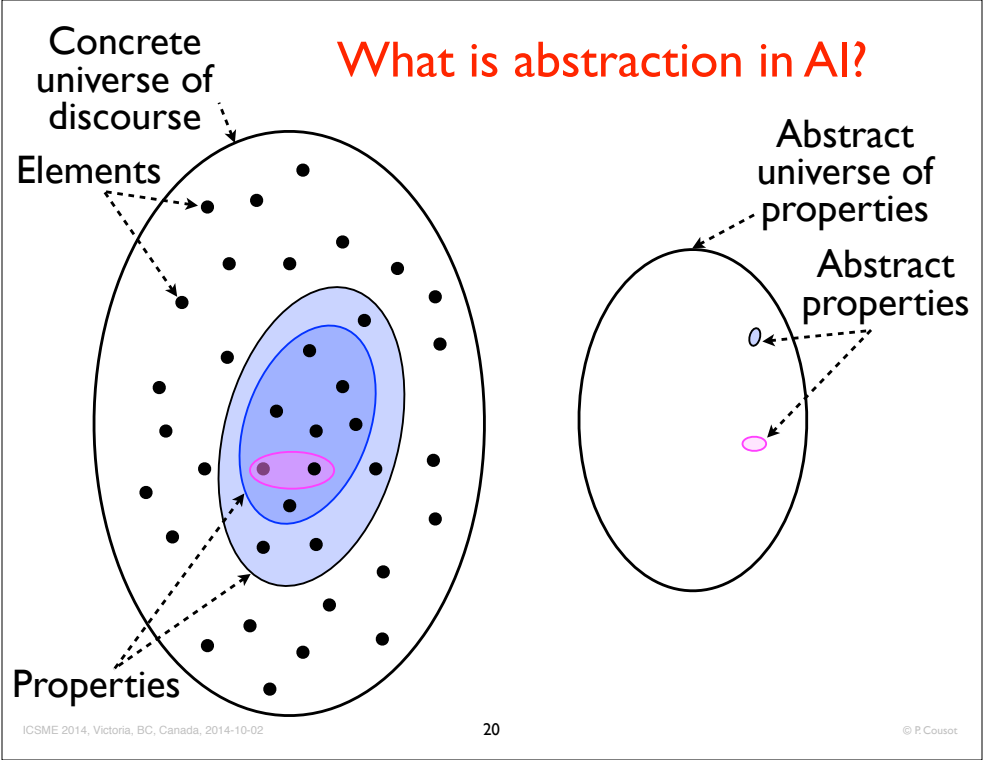 What is abstraction in AI?
Concrete
universe of
discourse
Elements
Properties
Abstract
universe of
properties
Abstract
properties
ICSME 2014, Victoria, BC, Canada, 2014-10-02
20
© P. Cousot